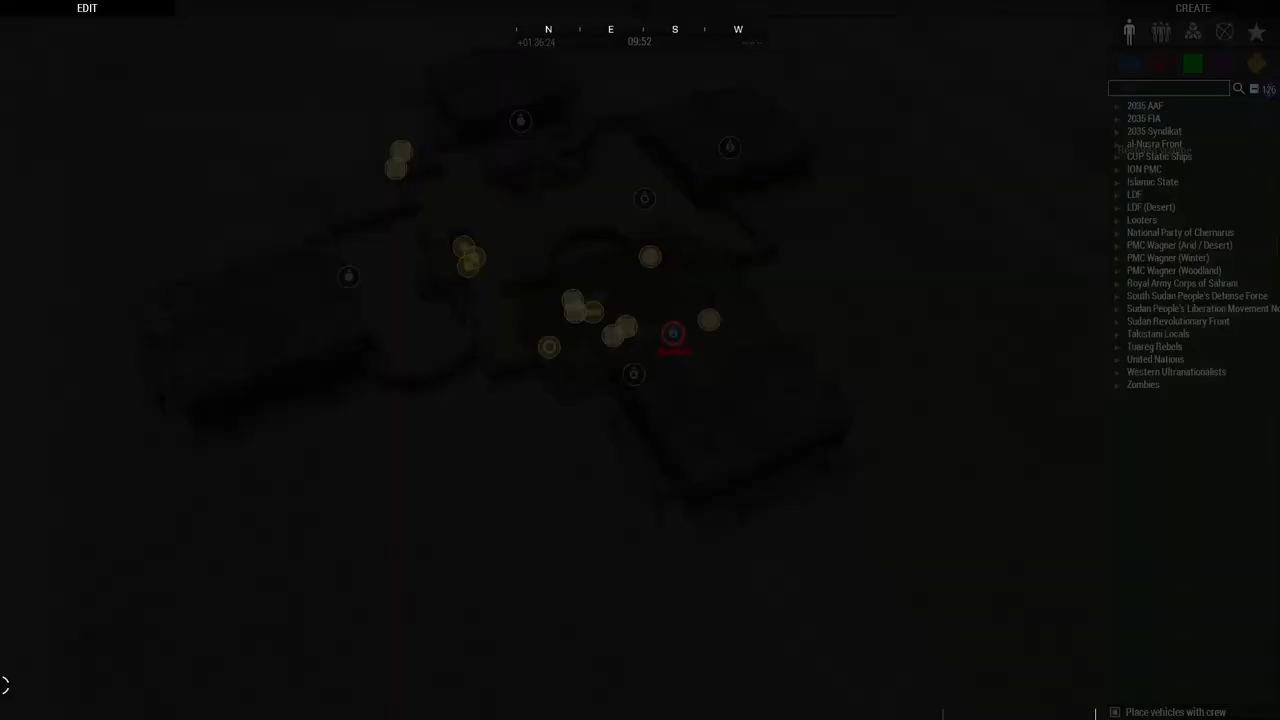 EDIT
CREATE
N E S W
+01:36:24
09:52
126
2035 AAF
2035 FIA
2035 Syndikat
al-Nusra Front
CUP Static Ships
ION PMC
Islamic State
LDF
LDF (Desert)
Looters
National Party of Chernarus
PMC Wagner (Arid / Desert)
PMC Wagner (Winter)
PMC Wagner (Woodland)
Royal Army Corps of Sahrani
South Sudan People's Defense Force
Sudan People's Liberation Movement No
Sudan Revolutionary Front
Takistani Locals
Tuareg Rebels
United Nations
Western Ultranationalists
Zombies
Place vehicles with crew